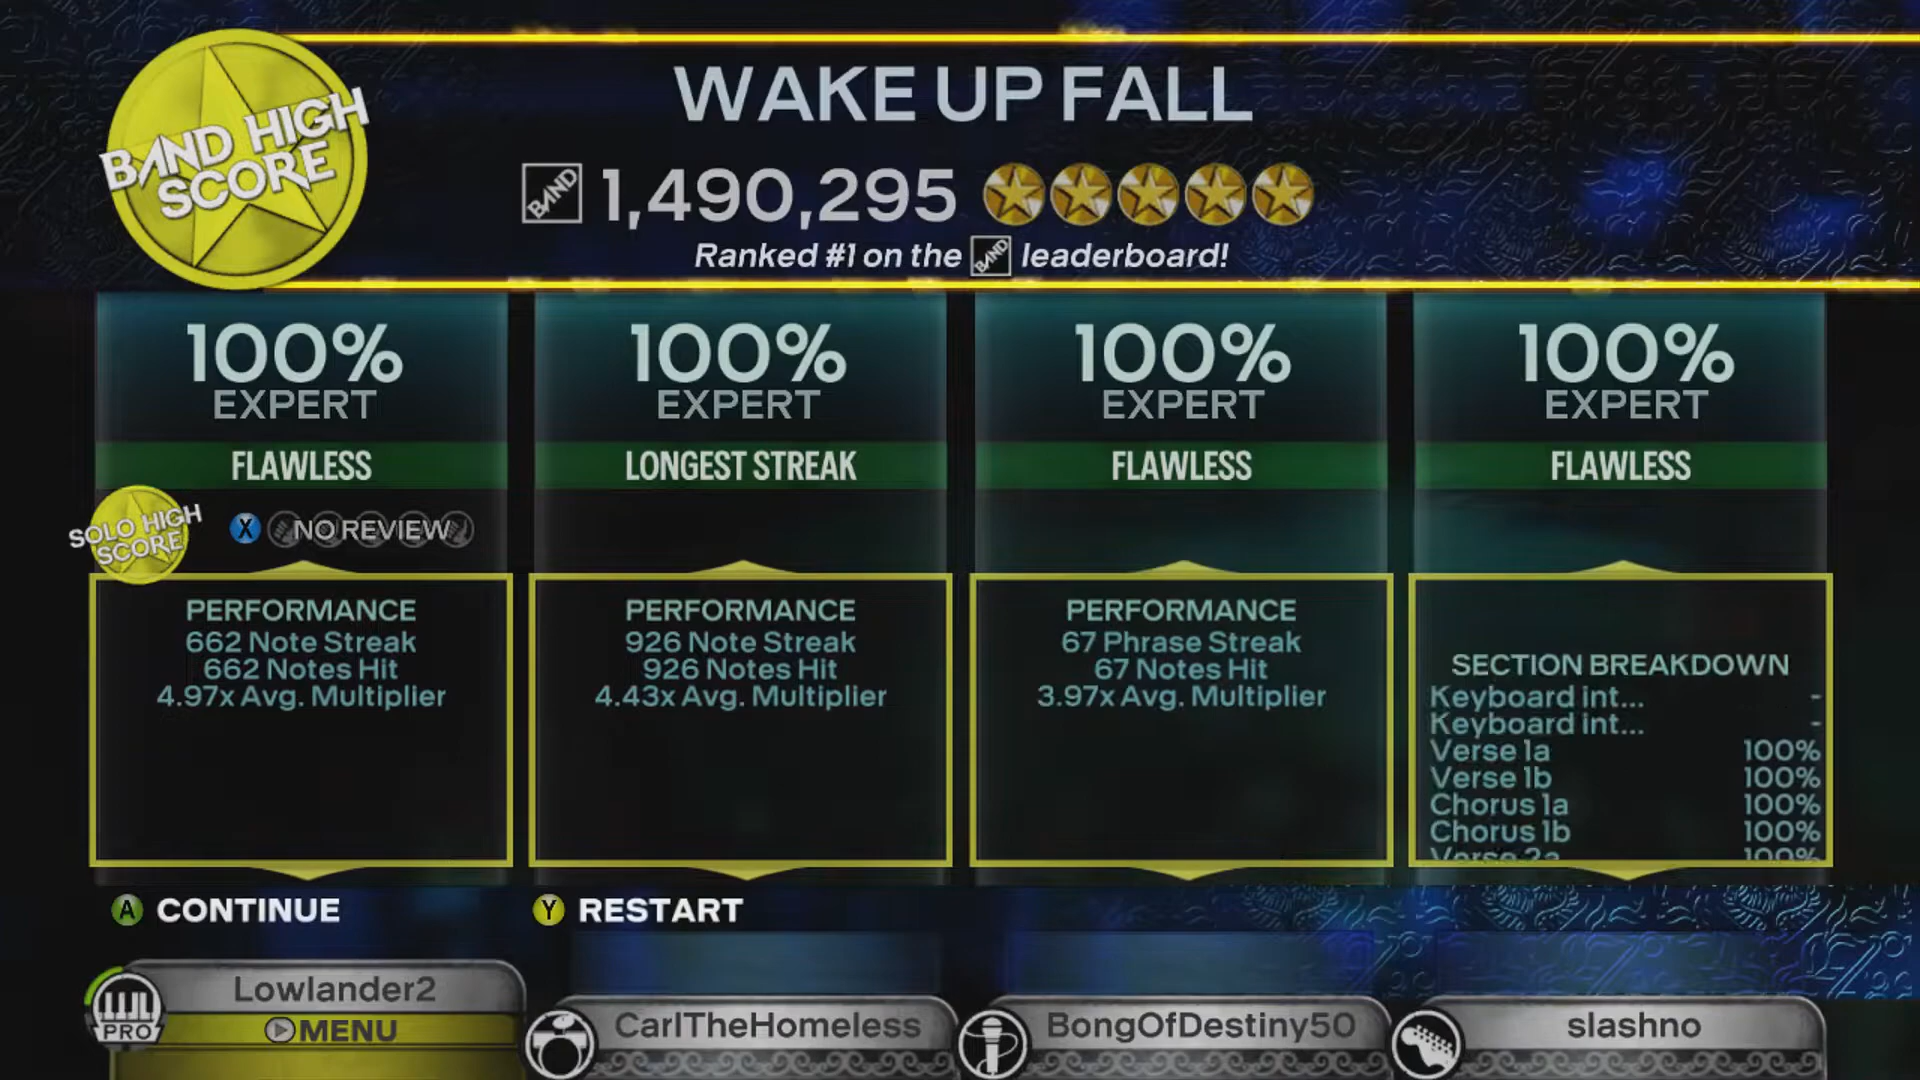 BAND HIGH
SCORE
WAKE UP FALL
BAND 1,490,295
Ranked #1 on the BAND leaderboard!
100%
EXPERT
FLAWLESS
SOLO HIGH
SCORE
X NO REVIEW
PERFORMANCE
662 Note Streak
662 Notes Hit
4.97x Avg. Multiplier
100%
EXPERT
LONGEST STREAK
PERFORMANCE
926 Note Streak
926 Notes Hit
4.43x Avg. Multiplier
100%
EXPERT
FLAWLESS
PERFORMANCE
67 Phrase Streak
67 Notes Hit
3.97x Avg. Multiplier
100%
EXPERT
FLAWLESS
SECTION BREAKDOWN
Keyboard int... -
Keyboard int... -
Verse 1a 100%
Verse 1b 100%
Chorus 1a 100%
Chorus 1b 100%
Verse 2a 100%
A CONTINUE
Y RESTART
PRO
Lowlander2
MENU
CarlTheHomeless
BongOfDestiny50
slashno